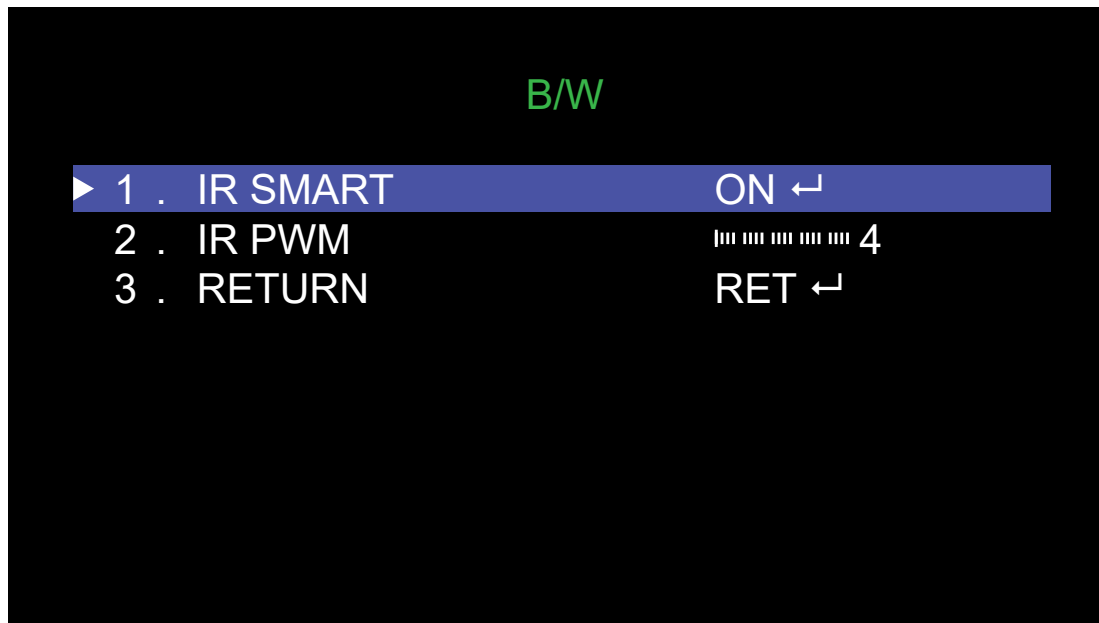 B/W
1 . IR SMART ON ↵
2 . IR PWM 4
3 . RETURN RET ↵